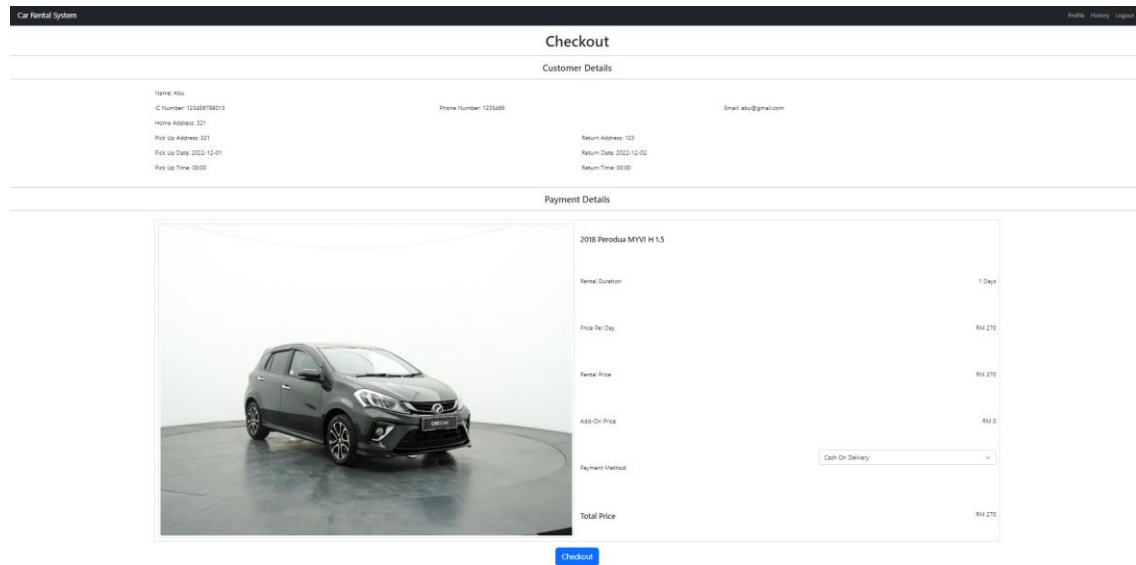 Car Rental System
Profile History Logout
Checkout
Customer Details
Name: Abu
IC Number: 123456789013
Phone Number: 1235465
Email: abu@gmail.com
Home Address: 321
Pick Up Address: 321
Return Address: 123
Pick Up Date: 2022-12-01
Return Date: 2022-12-02
Pick Up Time: 00:00
Return Time: 00:00
Payment Details
2018 Perodua MYVI H 1.5
Rental Duration
1 Days
Price Per Day
RM 270
Rental Price
RM 270
Add-On Price
RM 0
Payment Method:
Cash On Delivery
Total Price
RM 270
Checkout